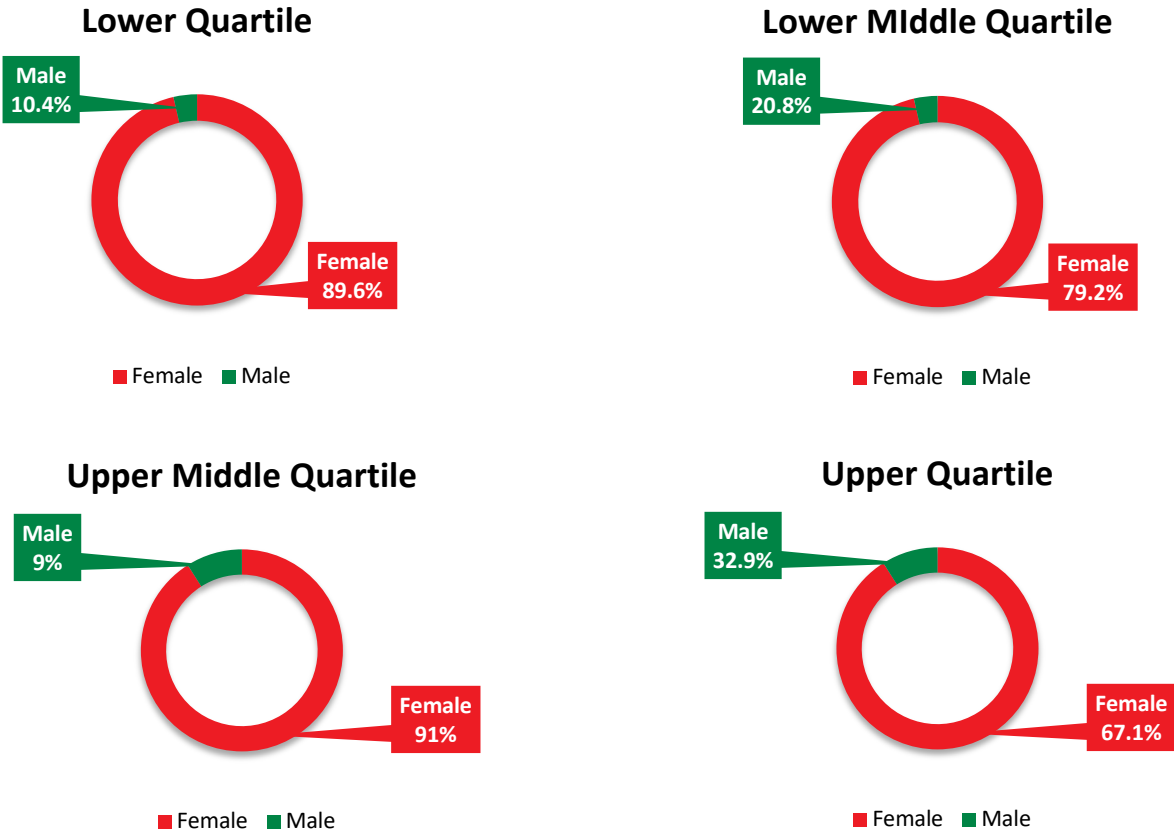 Lower Quartile
Male
10.4%
Female
89.6%
Female Male
Lower MIddle Quartile
Male
20.8%
Female
79.2%
Female Male
Upper Middle Quartile
Male
9%
Female
91%
Female Male
Upper Quartile
Male
32.9%
Female
67.1%
Female Male